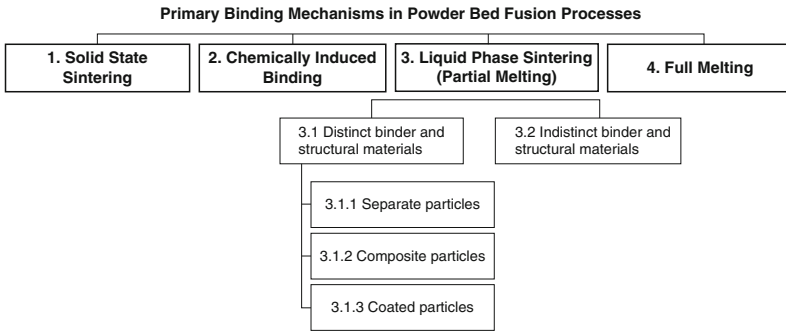 Primary Binding Mechanisms in Powder Bed Fusion Processes
1. Solid State
Sintering
2. Chemically Induced
Binding
3. Liquid Phase Sintering
(Partial Melting)
4. Full Melting
3.1 Distinct binder and
structural materials
3.2 Indistinct binder and
structural materials
3.1.1 Separate particles
3.1.2 Composite particles
3.1.3 Coated particles